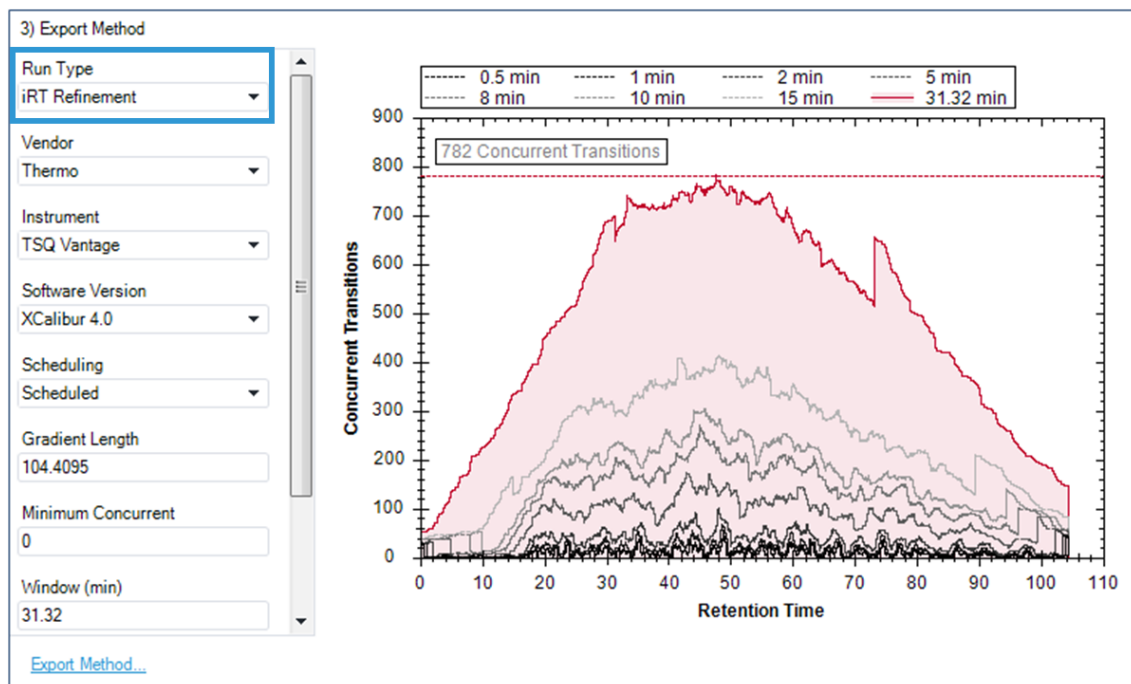 3) Export Method
Run Type
iRT Refinement
Vendor
Thermo
Instrument
TSQ Vantage
Software Version
XCalibur 4.0
Scheduling
Scheduled
Gradient Length
104.4095
Minimum Concurrent
0
Window (min)
31.32
Export Method...
0.5 min 1 min 2 min 5 min
8 min 10 min 15 min 31.32 min
782 Concurrent Transitions
900
800
700
600
500
400
300
200
100
0
Concurrent Transitions
0 10 20 30 40 50 60 70 80 90 100 110
Retention Time